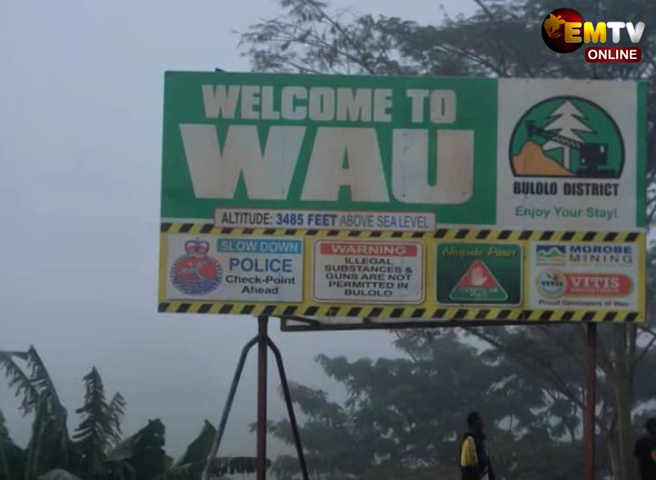 EMTV
ONLINE
WELCOME TO
WAU
ALTITUDE: 3485 FEET ABOVE SEA LEVEL
BULOLO DISTRICT
Enjoy Your Stay!
SLOW DOWN
POLICE
Check-Point
Ahead
WARNING
ILLEGAL
SUBSTANCES &
GUNS ARE NOT
PERMITTED IN
BULOLO
MOROBE
MINING
VITIS
Proud Developers of Wau